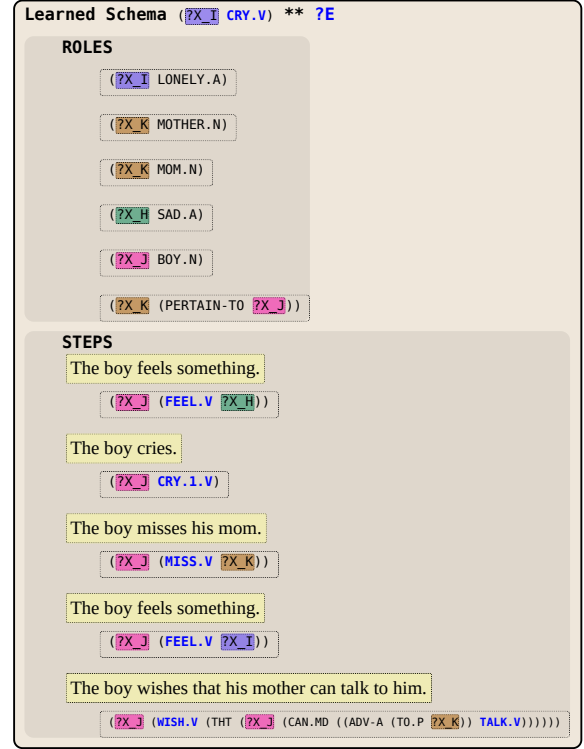 Learned Schema (?X_I CRY.V) ** ?E
ROLES
(?X_I LONELY.A)
(?X_K MOTHER.N)
(?X_K MOM.N)
(?X_H SAD.A)
(?X_J BOY.N)
(?X_K (PERTAIN-TO ?X_J))
STEPS
The boy feels something.
(?X_J (FEEL.V ?X_H))
The boy cries.
(?X_J CRY.1.V)
The boy misses his mom.
(?X_J (MISS.V ?X_K))
The boy feels something.
(?X_J (FEEL.V ?X_I))
The boy wishes that his mother can talk to him.
(?X_J (WISH.V (THT (?X_J (CAN.MD ((ADV-A (TO.P ?X_K)) TALK.V))))))